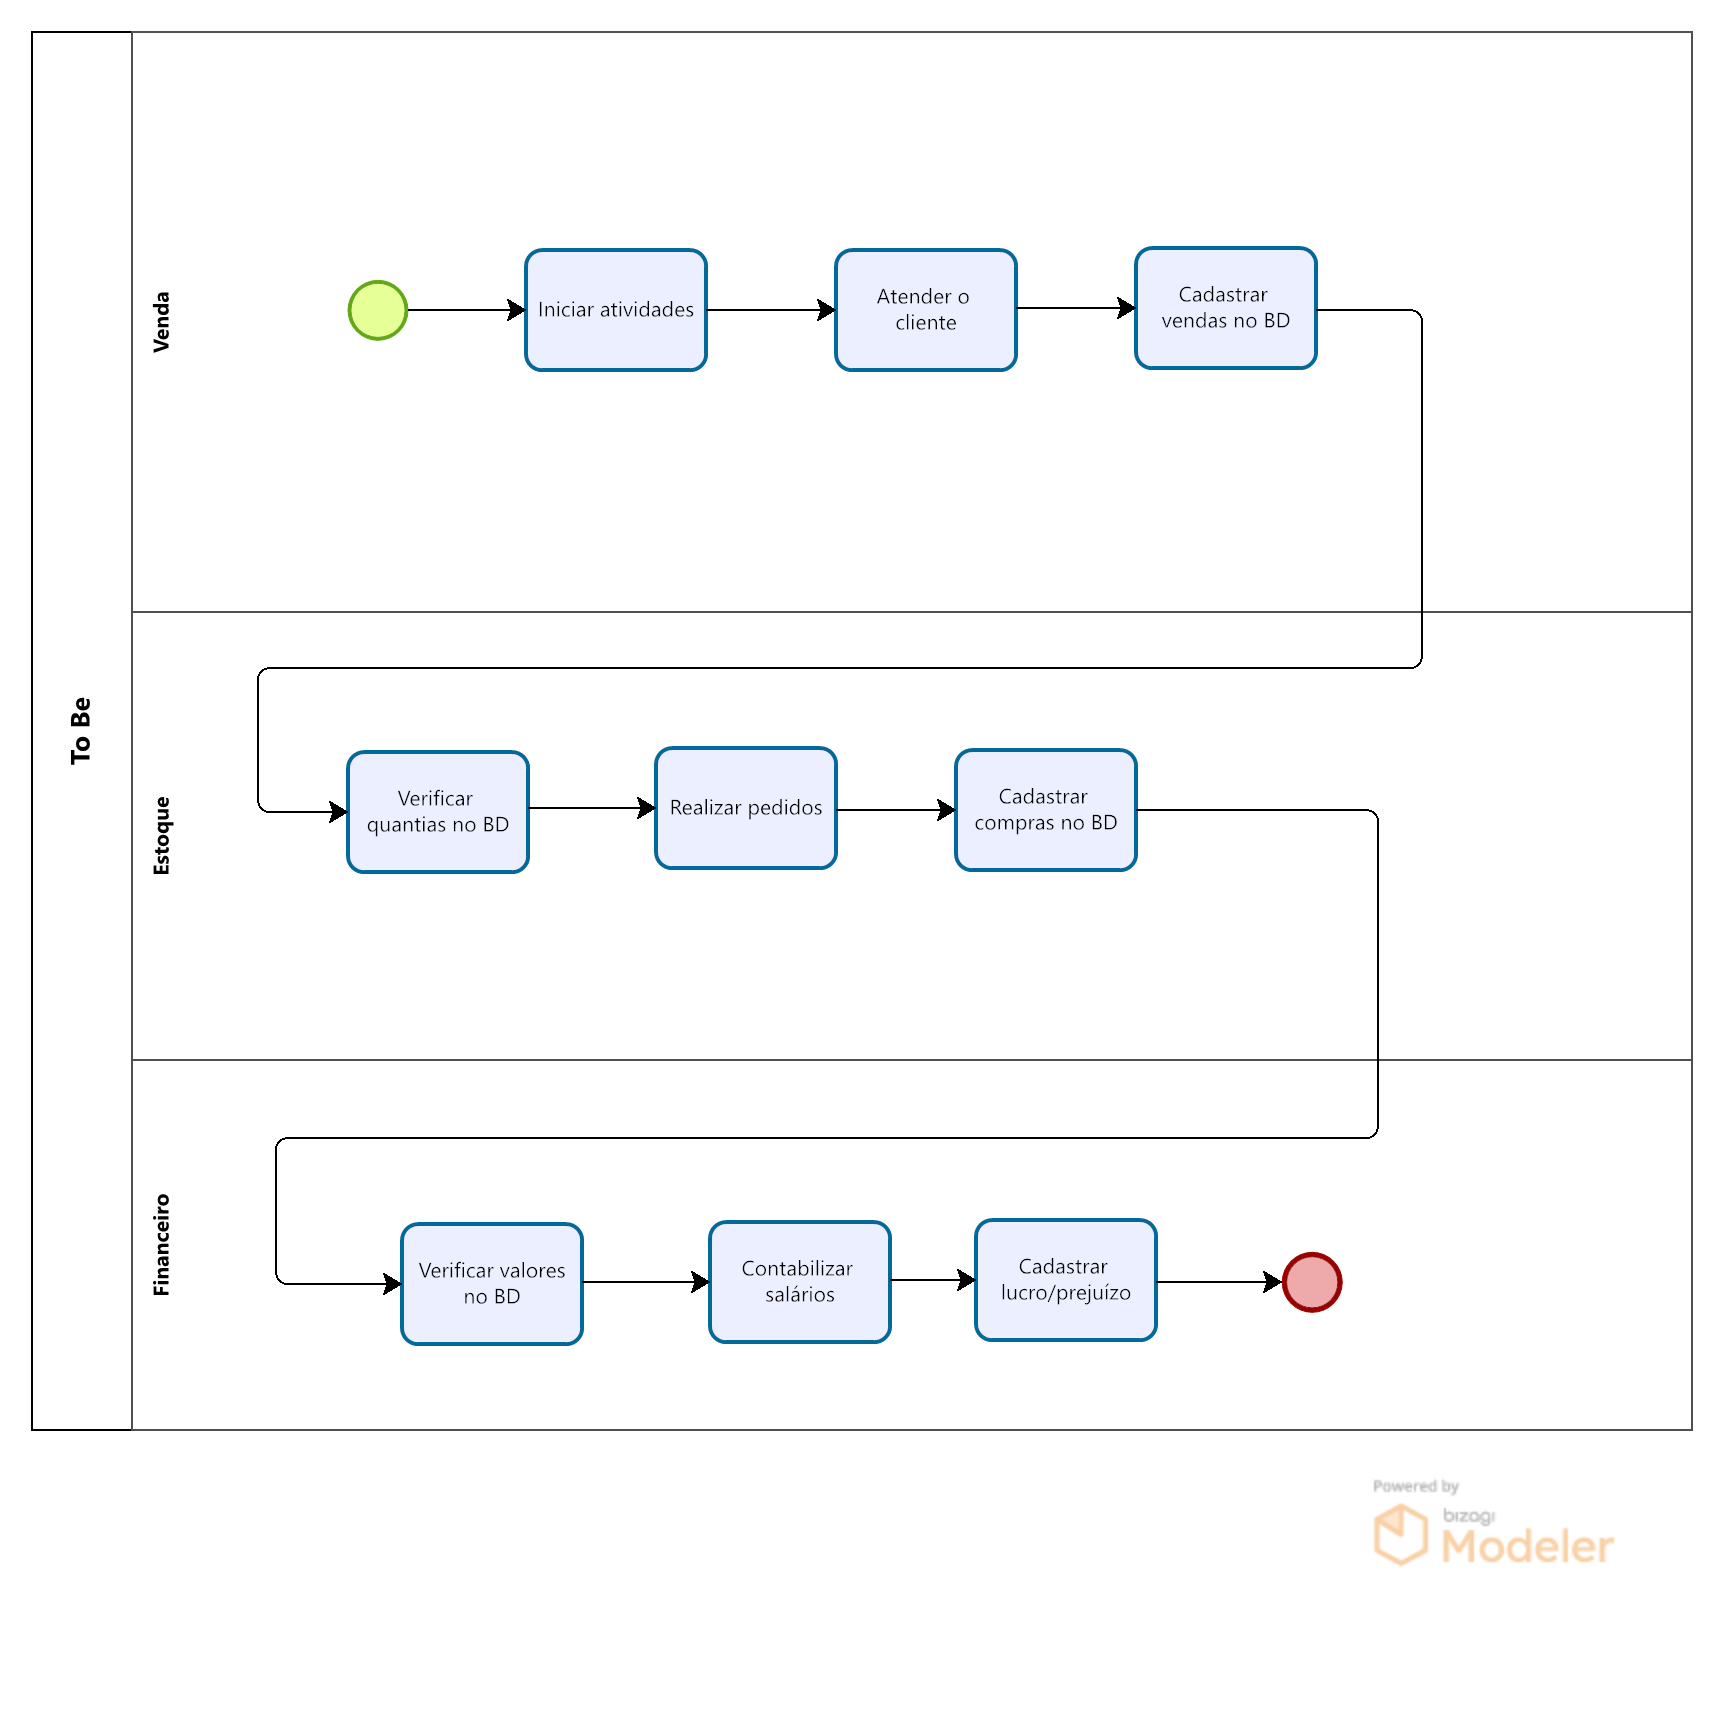 To Be
Venda
Iniciar atividades
Atender o
cliente
Cadastrar
vendas no BD
Estoque
Verificar
quantias no BD
Realizar pedidos
Cadastrar
compras no BD
Financeiro
Verificar valores
no BD
Contabilizar
salários
Cadastrar
lucro/prejuízo
Powered by
bizagi
Modeler